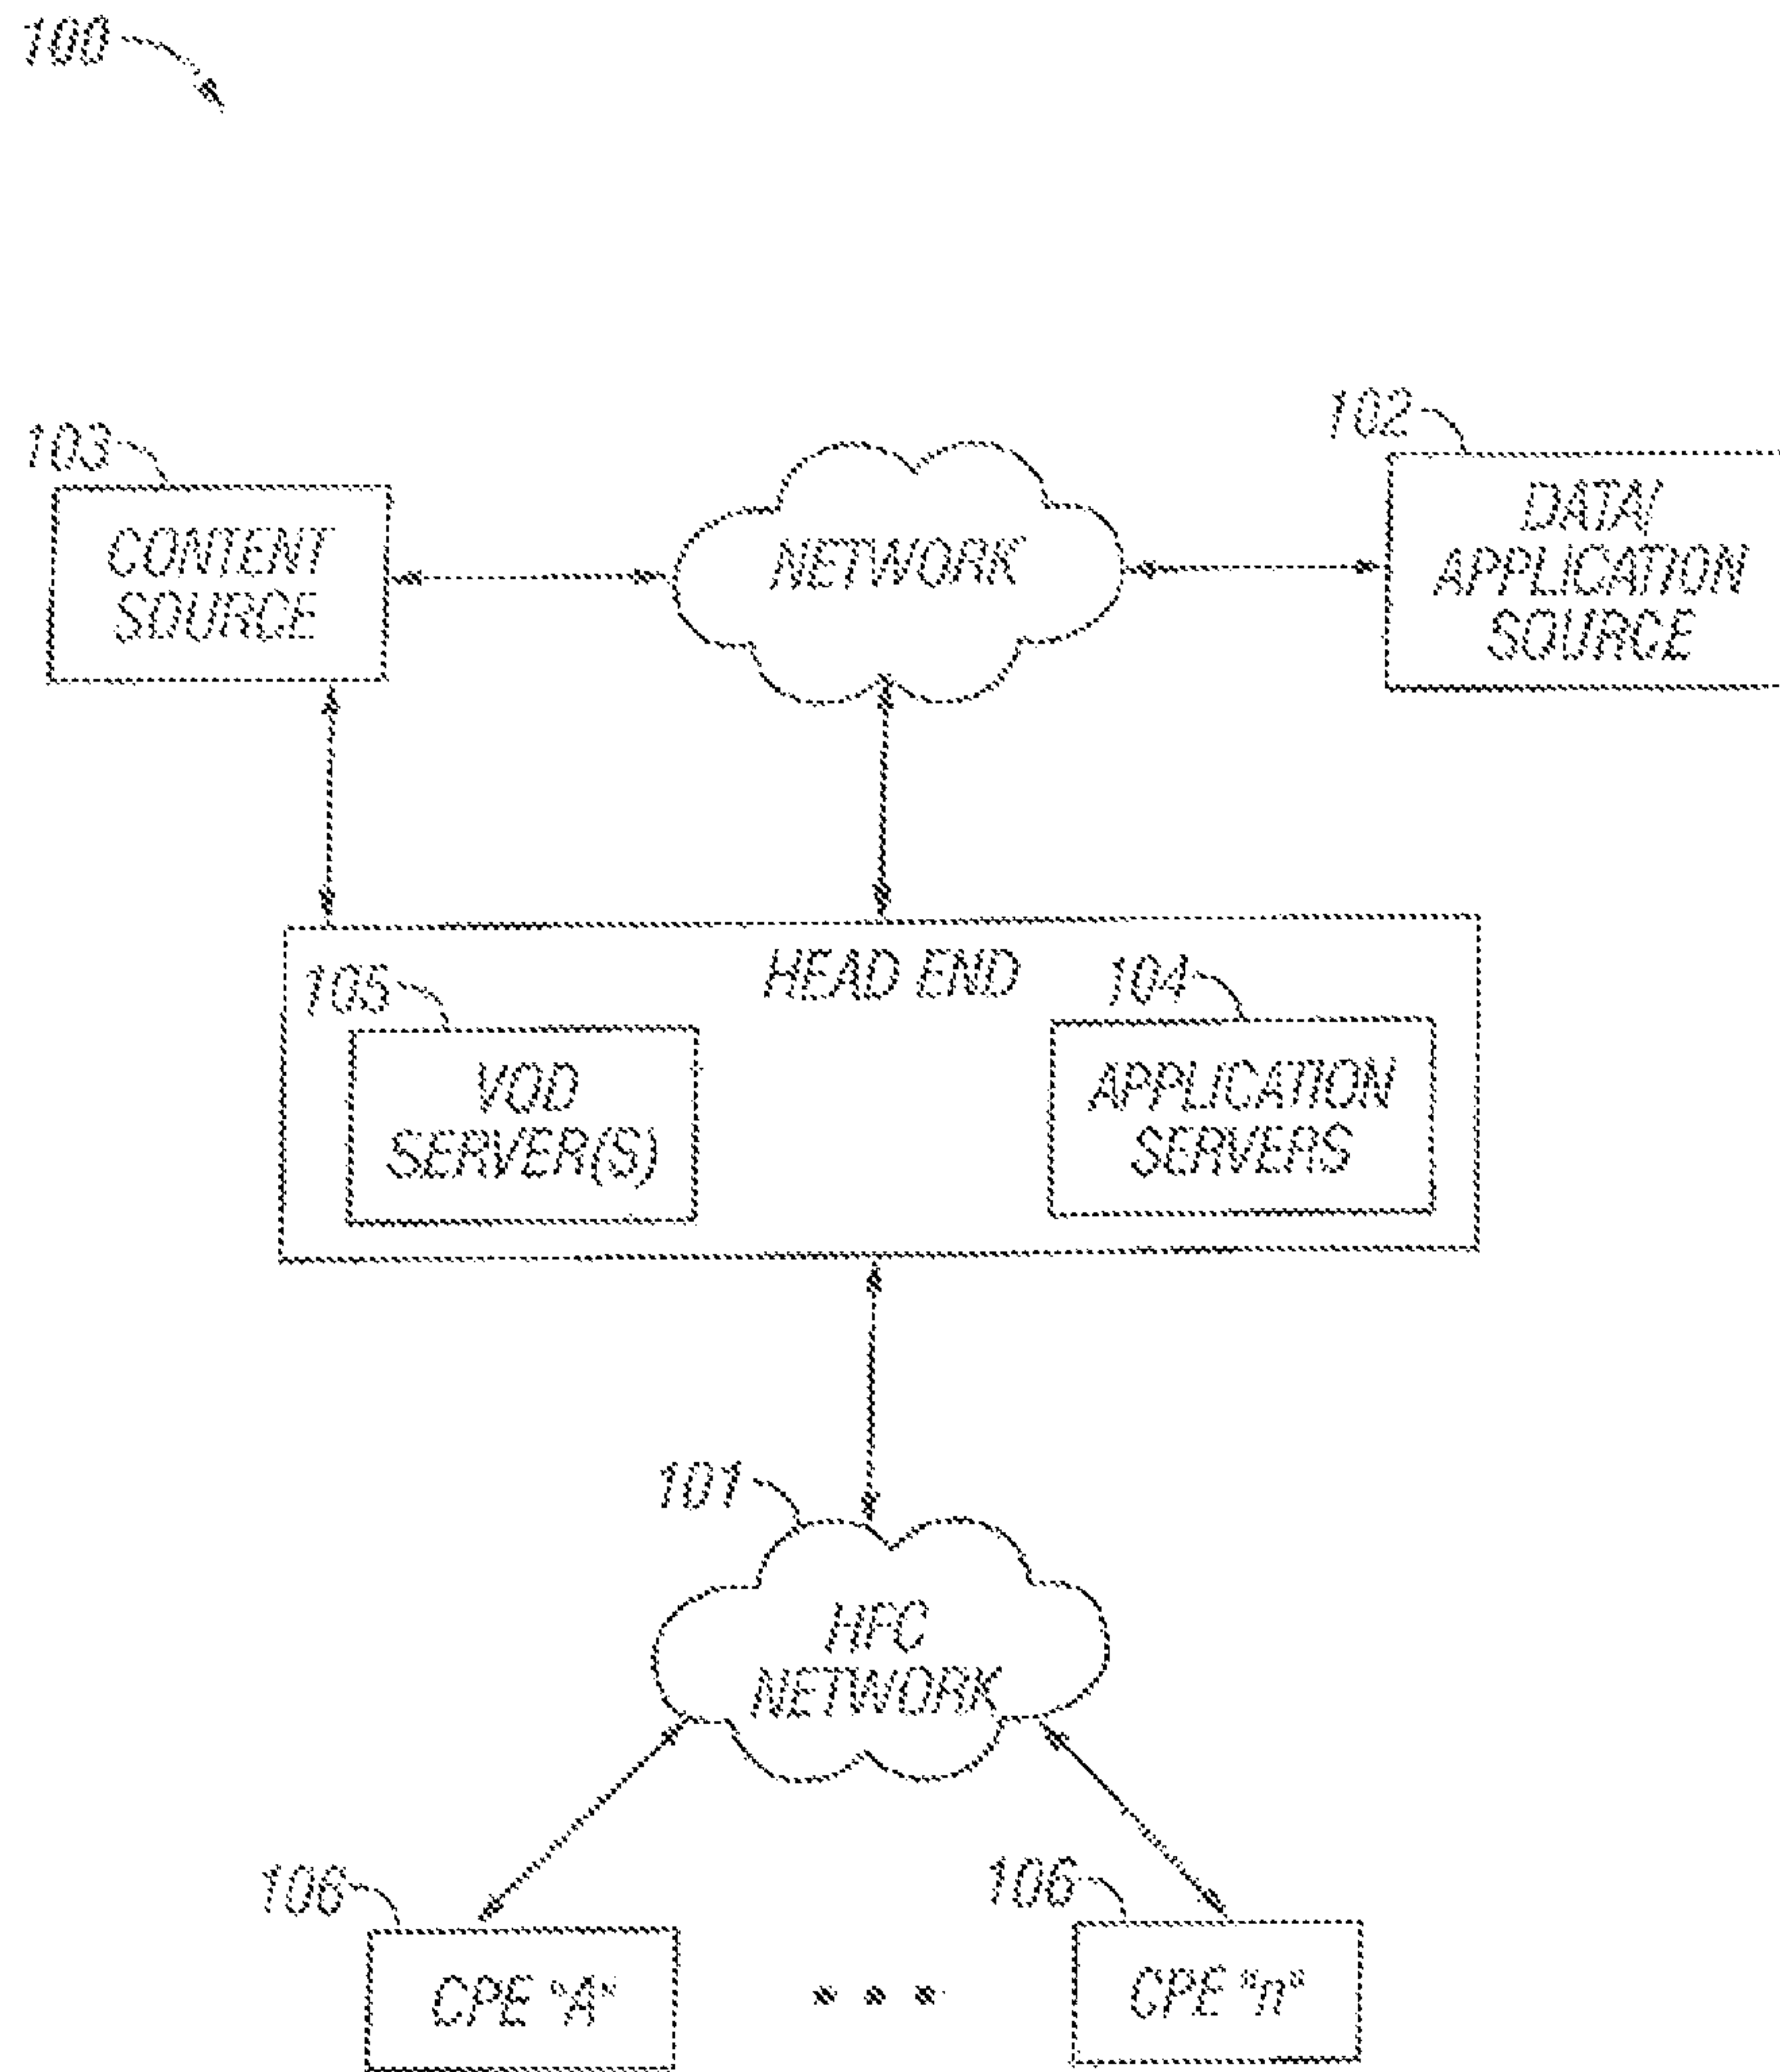 100
103
102
CONTENT
SOURCE
NETWORK
DATA/
APPLICATION
SOURCE
HEAD END
105
104
VOD
SERVER(S)
APPLICATION
SERVERS
101
HFC
NETWORK
106
106
CPE "A"
CPE "n"